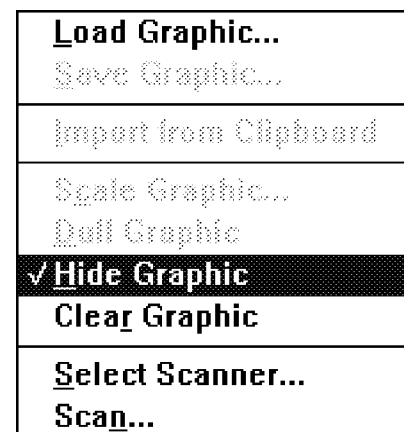 Load Graphic...
Save Graphic...
Import from Clipboard
Scale Graphic...
Dull Graphic
√ Hide Graphic
Clear Graphic
Select Scanner...
Scan...